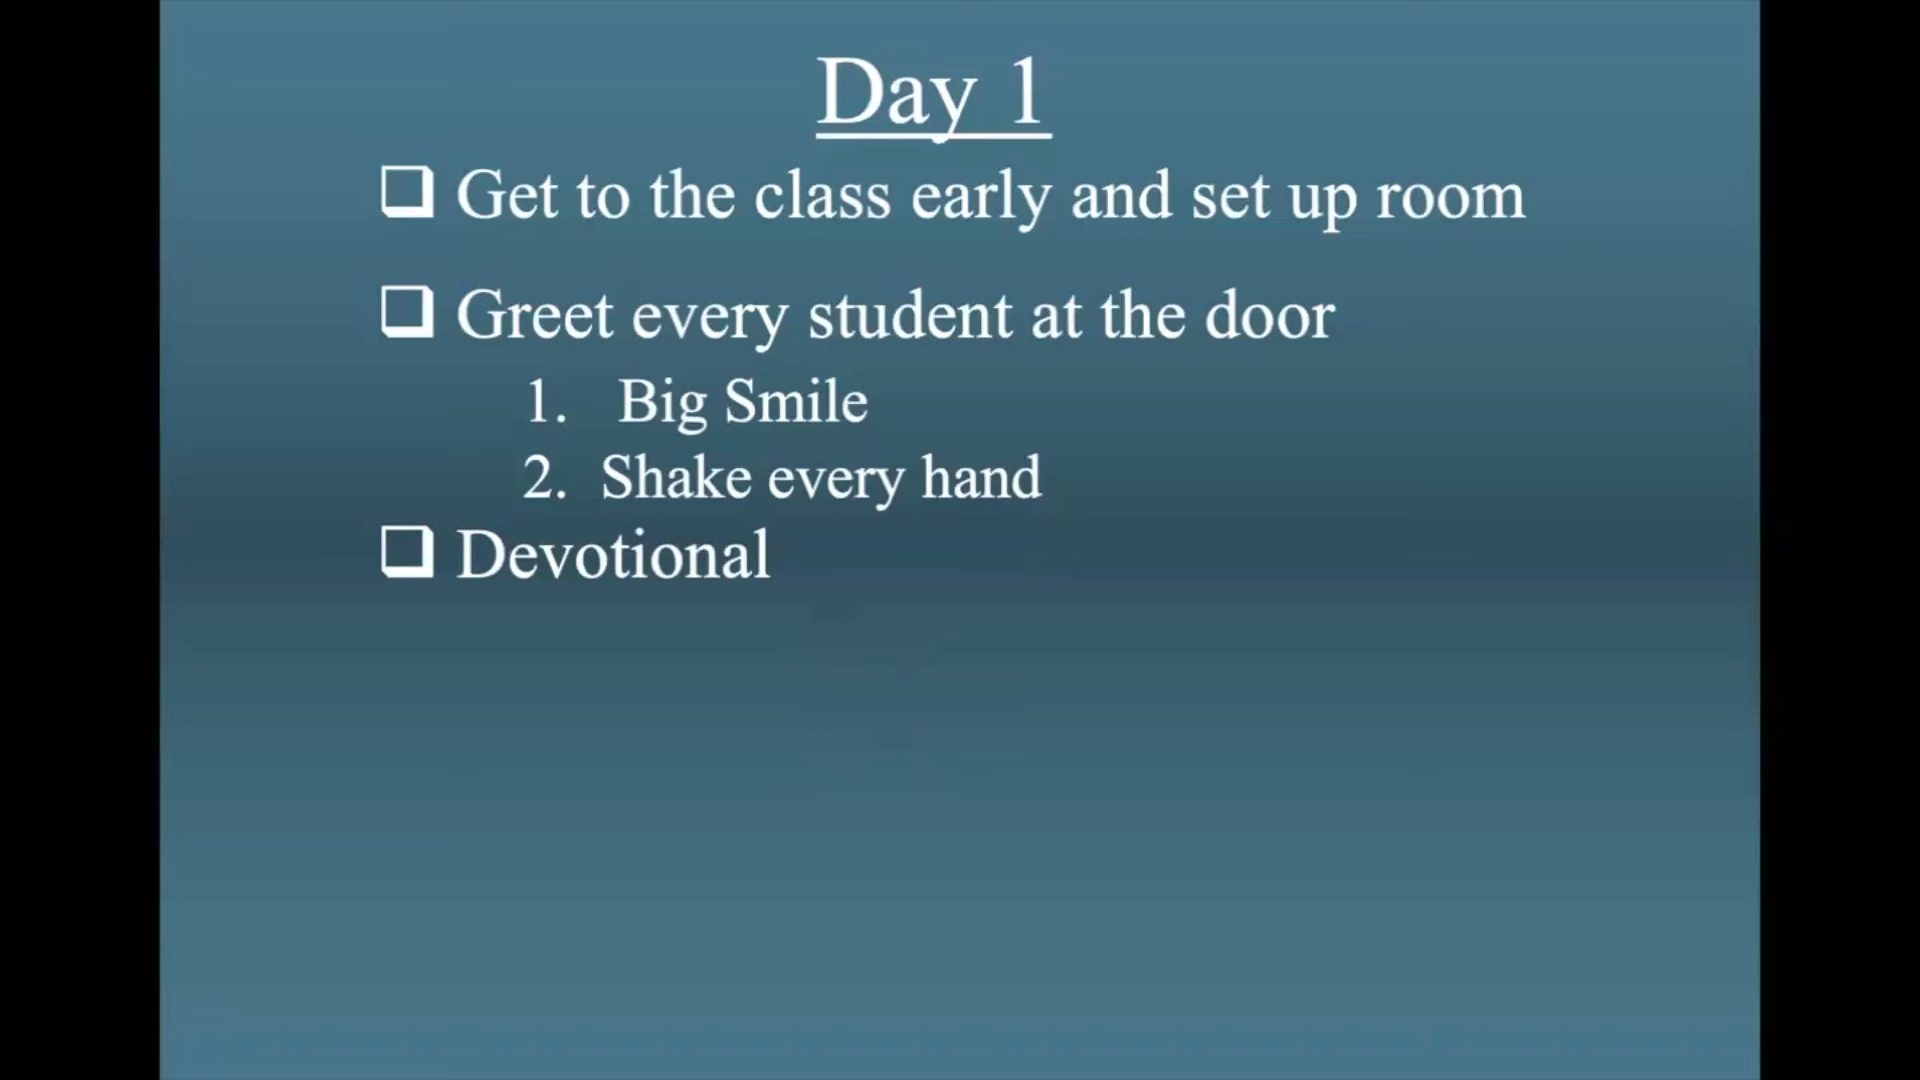 Day 1
❑ Get to the class early and set up room
❑ Greet every student at the door
1. Big Smile
2. Shake every hand
❑ Devotional